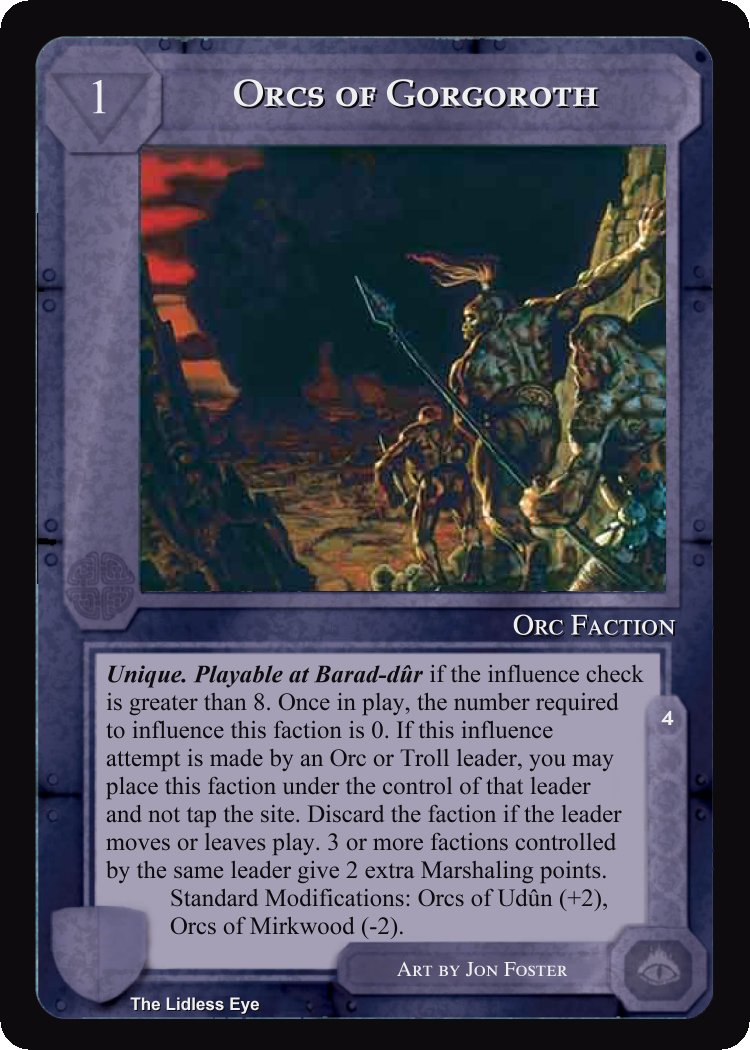 1
Orcs of Gorgoroth
Orc Faction
Unique. Playable at Barad-dûr if the influence check
is greater than 8. Once in play, the number required
to influence this faction is 0. If this influence
attempt is made by an Orc or Troll leader, you may
place this faction under the control of that leader
and not tap the site. Discard the faction if the leader
moves or leaves play. 3 or more factions controlled
by the same leader give 2 extra Marshaling points.
Standard Modifications: Orcs of Udûn (+2),
Orcs of Mirkwood (-2).
4
Art by Jon Foster
The Lidless Eye